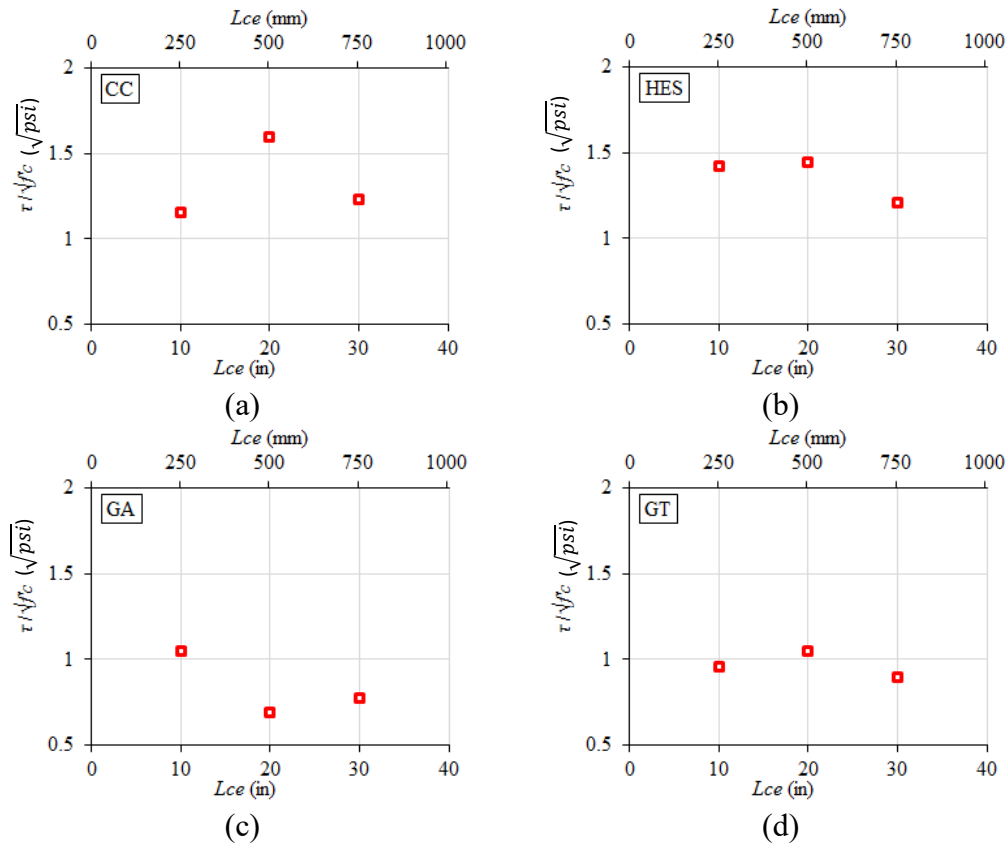 Lce (mm)
0 250 500 750 1000
2
1.5
1
0.5
τ /√f'c (√psi)
CC
0 10 20 30 40
Lce (in)
(a)
Lce (mm)
0 250 500 750 1000
2
1.5
1
0.5
τ /√f'c (√psi)
HES
0 10 20 30 40
Lce (in)
(b)
Lce (mm)
0 250 500 750 1000
2
1.5
1
0.5
τ /√f'c (√psi)
GA
0 10 20 30 40
Lce (in)
(c)
Lce (mm)
0 250 500 750 1000
2
1.5
1
0.5
τ /√f'c (√psi)
GT
0 10 20 30 40
Lce (in)
(d)